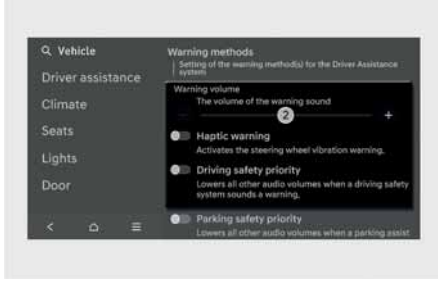 Vehicle
Driver assistance
Climate
Seats
Lights
Door
Warning methods
Setting of the warning method(s) for the Driver Assistance
system
Warning volume
The volume of the warning sound
2
Haptic warning
Activates the steering wheel vibration warning.
Driving safety priority
Lowers all other audio volumes when a driving safety
system sounds a warning.
Parking safety priority
Lowers all other audio volumes when a parking assist